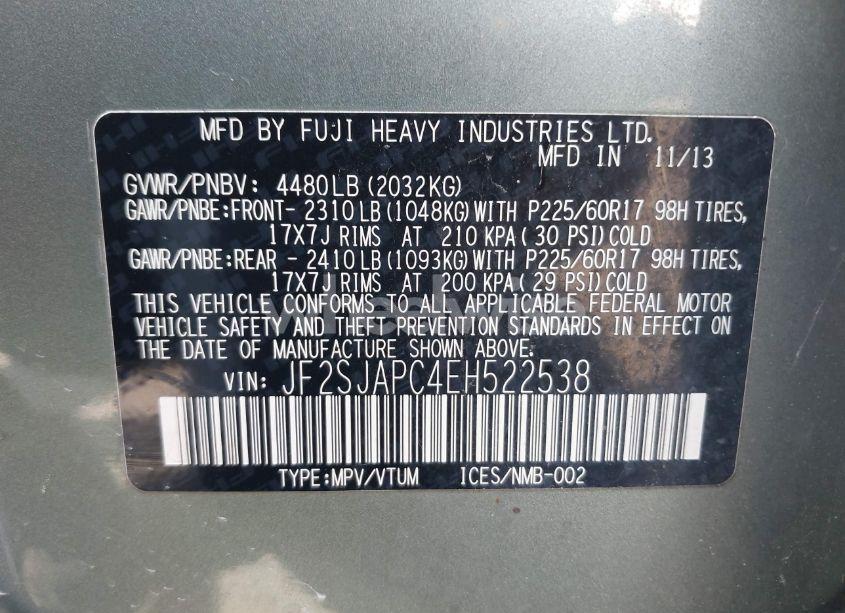 MFD BY FUJI HEAVY INDUSTRIES LTD.
MFD IN 11/13
GVWR/PNBV: 4480LB (2032KG)
GAWR/PNBE:FRONT- 2310LB (1048KG) WITH P225/60R17 98H TIRES,
17X7J RIMS AT 210 KPA ( 30 PSI) COLD
GAWR/PNBE:REAR - 2410LB (1093KG) WITH P225/60R17 98H TIRES,
17X7J RIMS AT 200 KPA ( 29 PSI) COLD
THIS VEHICLE CONFORMS TO ALL APPLICABLE FEDERAL MOTOR
VEHICLE SAFETY AND THEFT PREVENTION STANDARDS IN EFFECT ON
THE DATE OF MANUFACTURE SHOWN ABOVE.
VIN: JF2SJAPC4EH522538
TYPE:MPV/VTUM ICES/NMB-002